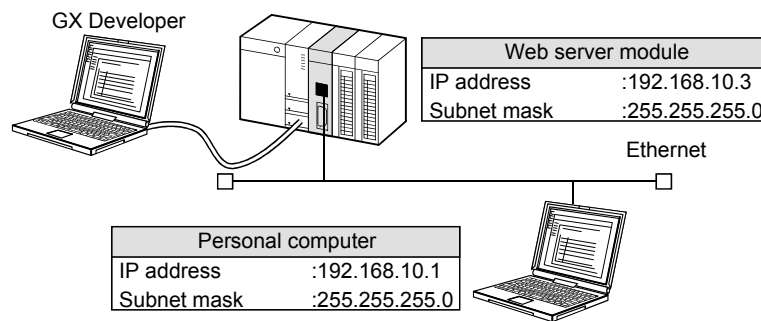 GX Developer
Web server module
IP address :192.168.10.3
Subnet mask :255.255.255.0
Ethernet
Personal computer
IP address :192.168.10.1
Subnet mask :255.255.255.0